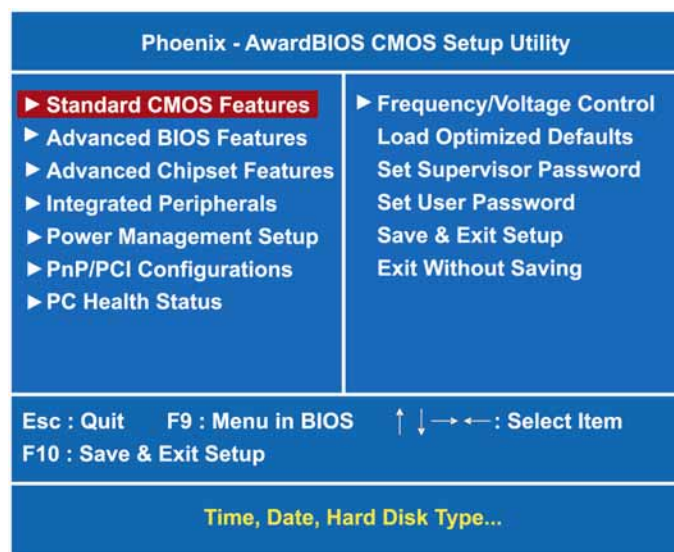 Phoenix - AwardBIOS CMOS Setup Utility
► Standard CMOS Features
► Advanced BIOS Features
► Advanced Chipset Features
► Integrated Peripherals
► Power Management Setup
► PnP/PCI Configurations
► PC Health Status
► Frequency/Voltage Control
Load Optimized Defaults
Set Supervisor Password
Set User Password
Save & Exit Setup
Exit Without Saving
Esc : Quit F9 : Menu in BIOS ↑ ↓ → ← : Select Item
F10 : Save & Exit Setup
Time, Date, Hard Disk Type...